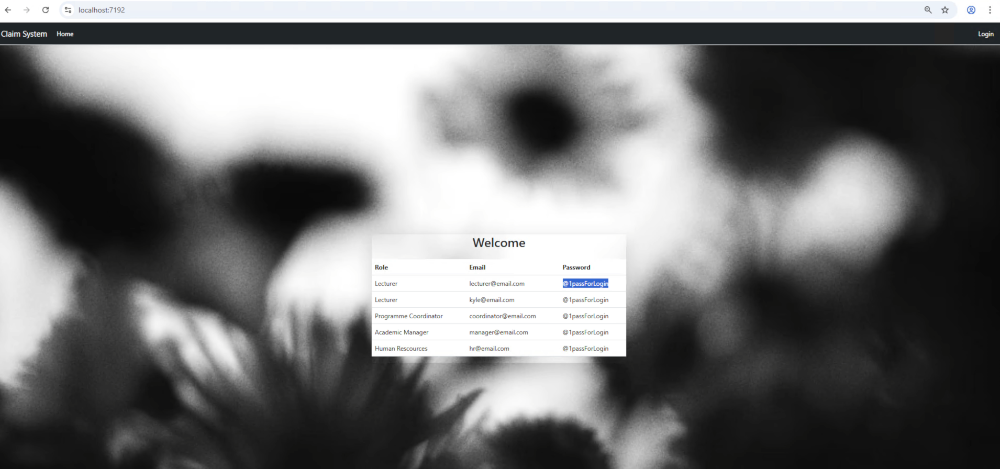 localhost:7192
Claim System Home Login
Welcome
Role Email Password
Lecturer lecturer@email.com @1passForLogin
Lecturer kyle@email.com @1passForLogin
Programme Coordinator coordinator@email.com @1passForLogin
Academic Manager manager@email.com @1passForLogin
Human Rescources hr@email.com @1passForLogin